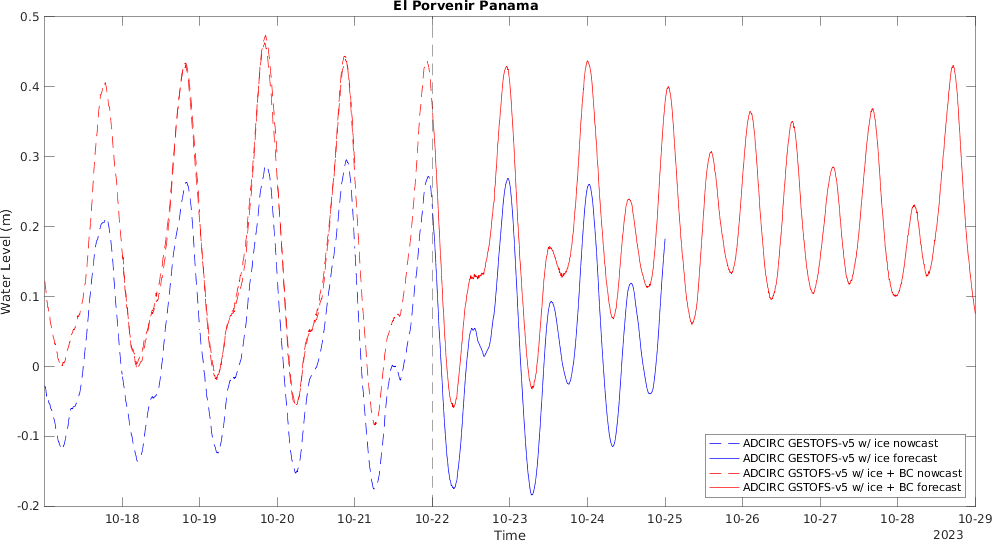 El Porvenir Panama
0.5
0.4
0.3
0.2
0.1
0
-0.1
-0.2
Water Level (m)
ADCIRC GESTOFS-v5 w/ ice nowcast
ADCIRC GESTOFS-v5 w/ ice forecast
ADCIRC GSTOFS-v5 w/ ice + BC nowcast
ADCIRC GSTOFS-v5 w/ ice + BC forecast
10-18 10-19 10-20 10-21 10-22 10-23 10-24 10-25 10-26 10-27 10-28 10-29
Time
2023